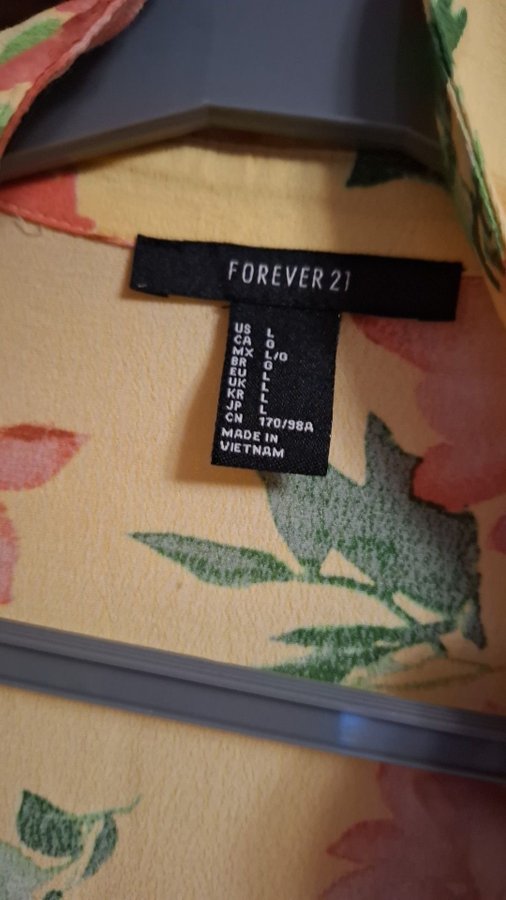 FOREVER 21
US L
CA G
MX L/G
BR G
EU L
UK L
KR L
JP L
CN 170/98A
MADE IN
VIETNAM